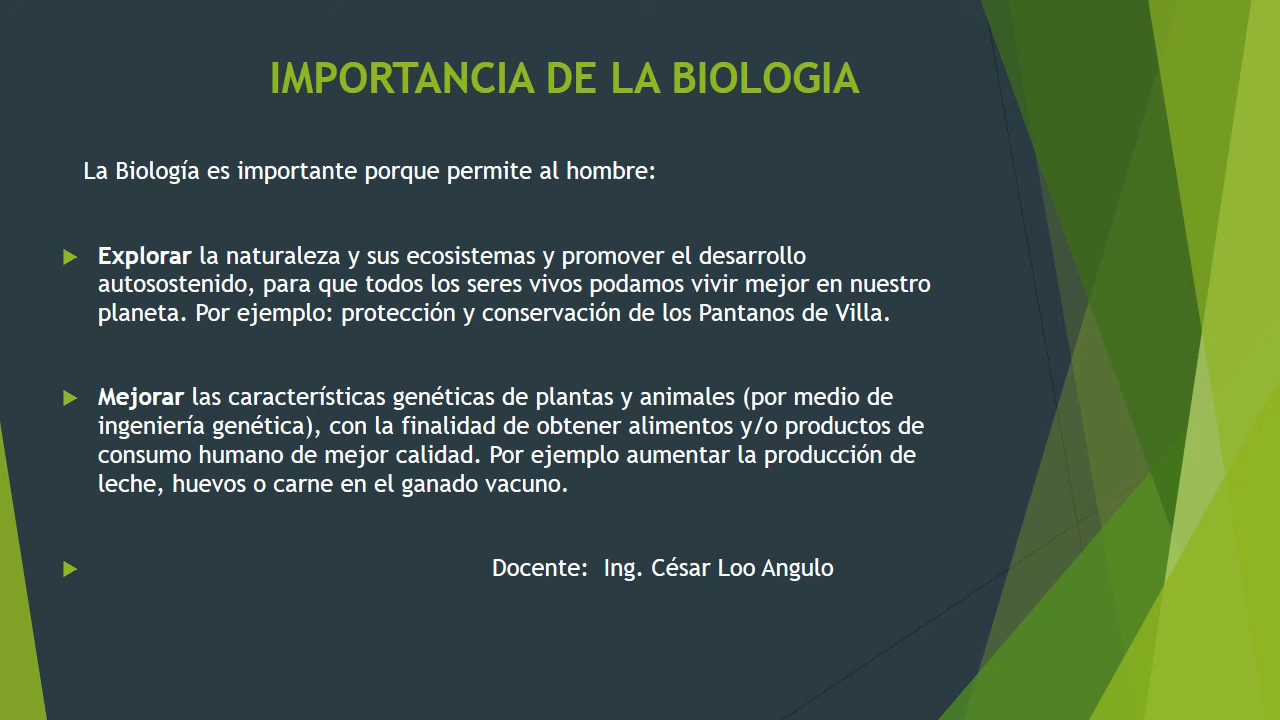 IMPORTANCIA DE LA BIOLOGIA
La Biología es importante porque permite al hombre:
Explorar la naturaleza y sus ecosistemas y promover el desarrollo
autosostenido, para que todos los seres vivos podamos vivir mejor en nuestro
planeta. Por ejemplo: protección y conservación de los Pantanos de Villa.
Mejorar las características genéticas de plantas y animales (por medio de
ingeniería genética), con la finalidad de obtener alimentos y/o productos de
consumo humano de mejor calidad. Por ejemplo aumentar la producción de
leche, huevos o carne en el ganado vacuno.
Docente:  Ing. César Loo Angulo